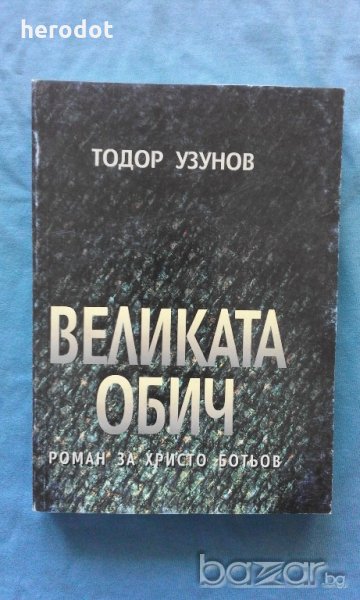 herodot
ТОДОР УЗУНОВ
ВЕЛИКАТА
ОБИЧ
РОМАН ЗА ХРИСТО БОТЬОВ
bazar.bg